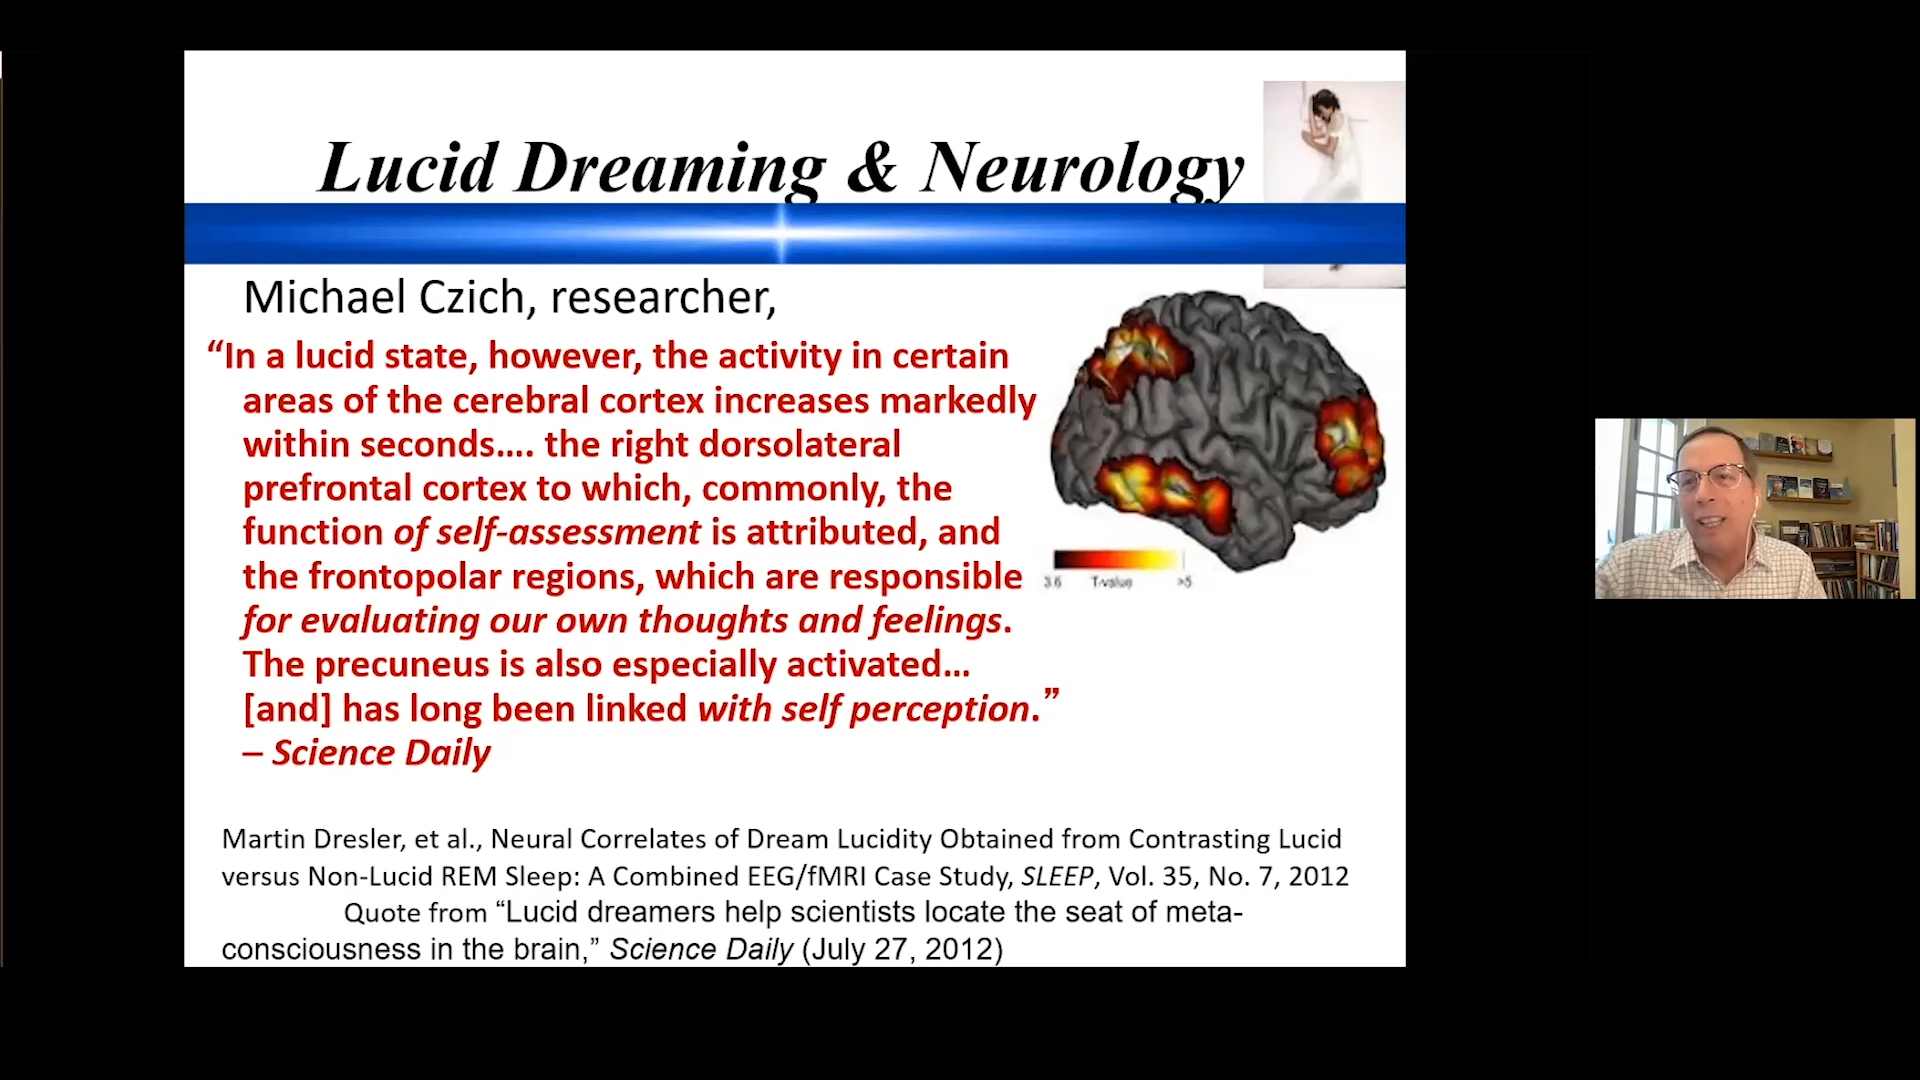 Lucid Dreaming & Neurology
Michael Czich, researcher,
“In a lucid state, however, the activity in certain
areas of the cerebral cortex increases markedly
within seconds…. the right dorsolateral
prefrontal cortex to which, commonly, the
function of self-assessment is attributed, and
the frontopolar regions, which are responsible
for evaluating our own thoughts and feelings.
The precuneus is also especially activated…
[and] has long been linked with self perception.”
– Science Daily
3.6 T-value >5
Martin Dresler, et al., Neural Correlates of Dream Lucidity Obtained from Contrasting Lucid
versus Non-Lucid REM Sleep: A Combined EEG/fMRI Case Study, SLEEP, Vol. 35, No. 7, 2012
Quote from “Lucid dreamers help scientists locate the seat of meta-
consciousness in the brain,” Science Daily (July 27, 2012)